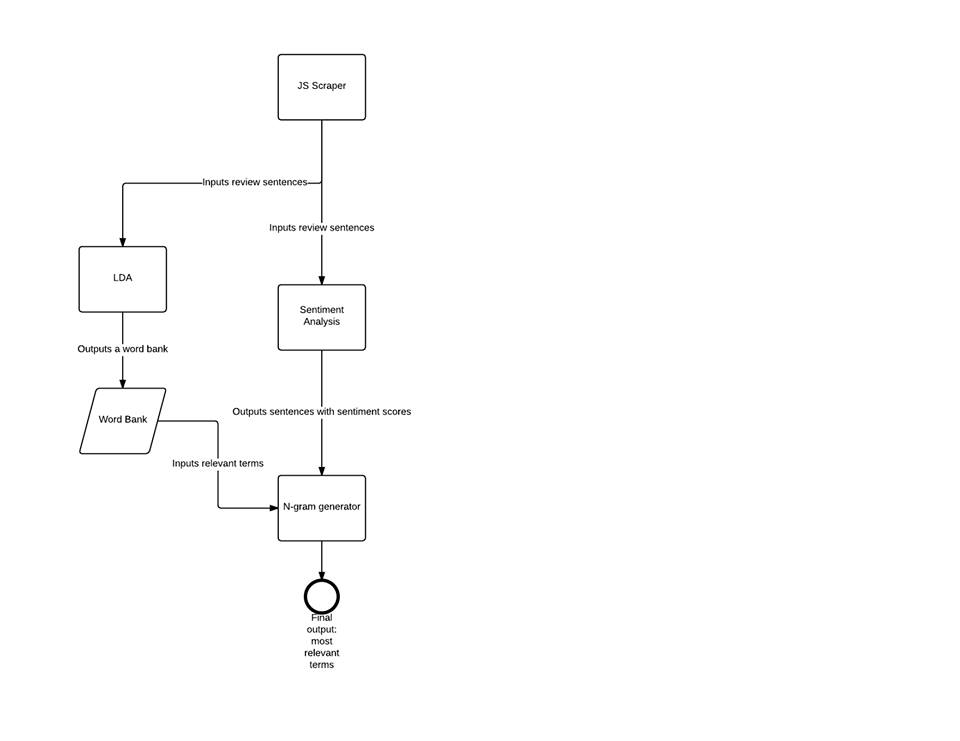 JS Scraper
Inputs review sentences
Inputs review sentences
LDA
Sentiment
Analysis
Outputs a word bank
Outputs sentences with sentiment scores
Word Bank
Inputs relevant terms
N-gram generator
Final
output:
most
relevant
terms